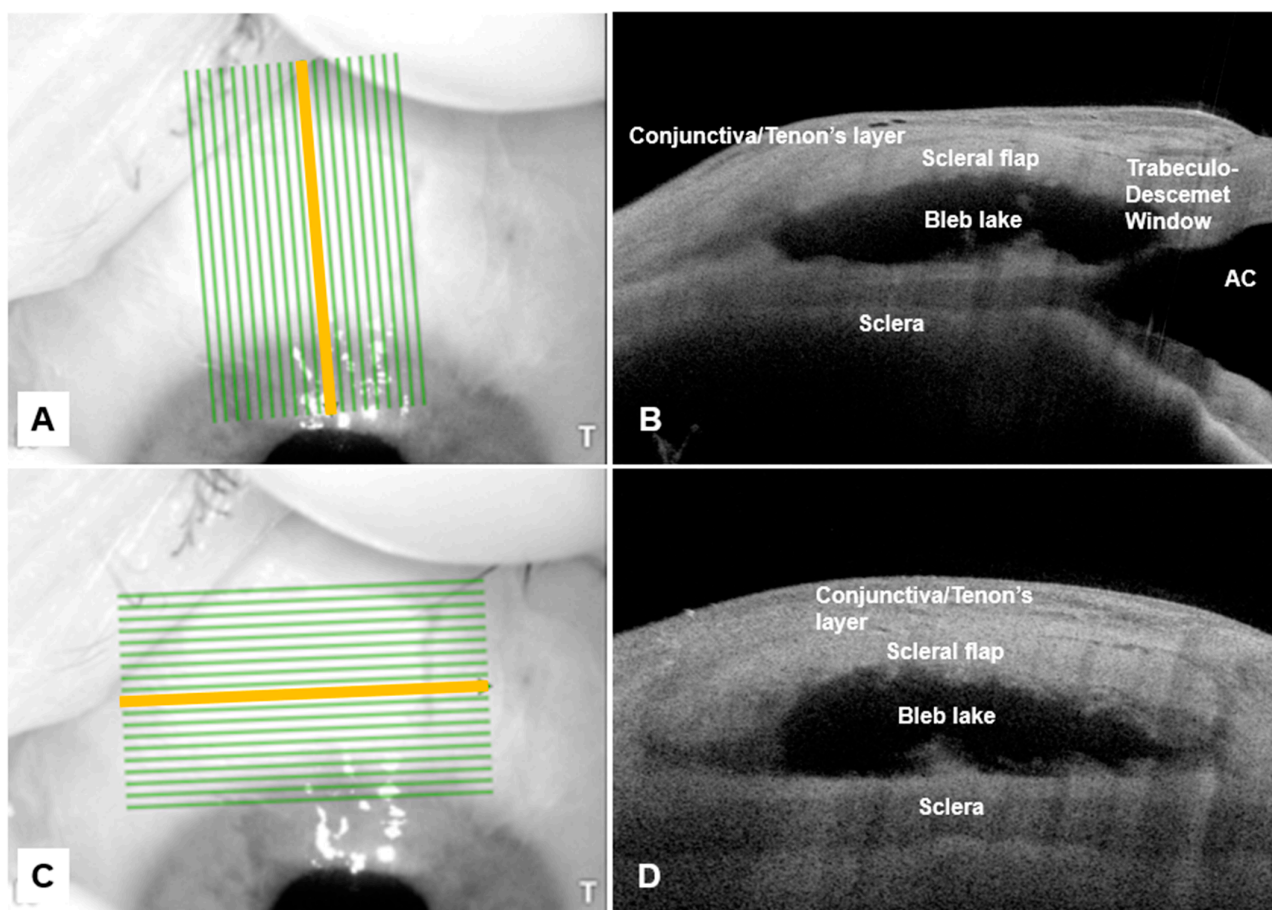 A
T
Conjunctiva/Tenon's layer
Scleral flap
Trabeculo-
Descemet
Window
Bleb lake
AC
Sclera
B
C
T
Conjunctiva/Tenon's
layer
Scleral flap
Bleb lake
Sclera
D